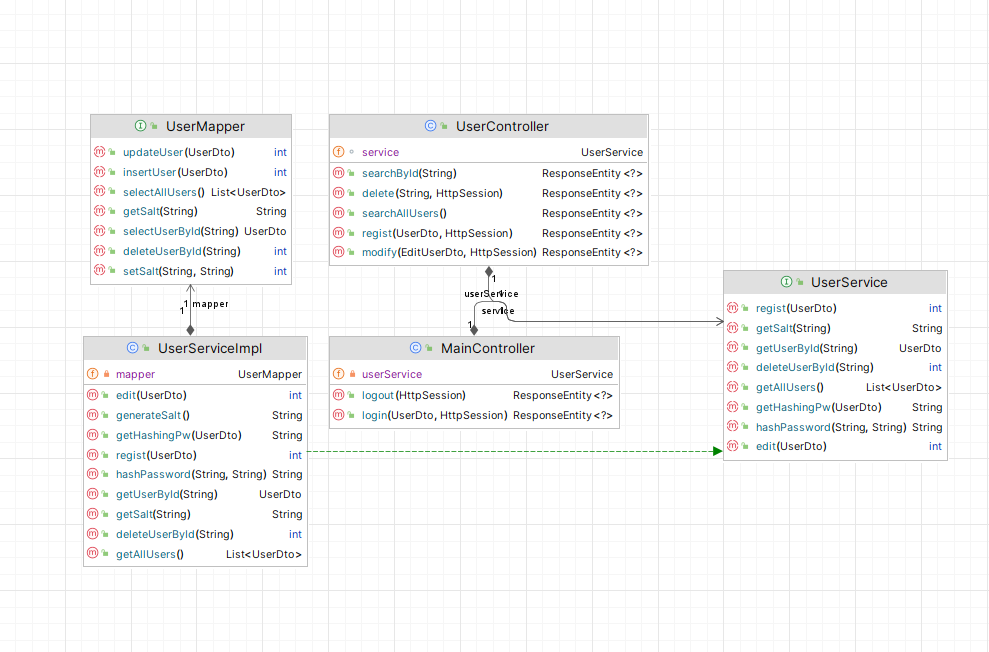 UserMapper
updateUser(UserDto) int
insertUser(UserDto) int
selectAllUsers() List<UserDto>
getSalt(String) String
selectUserById(String) UserDto
deleteUserById(String) int
setSalt(String, String) int
UserController
service UserService
searchById(String) ResponseEntity<?>
delete(String, HttpSession) ResponseEntity<?>
searchAllUsers() ResponseEntity<?>
regist(UserDto, HttpSession) ResponseEntity<?>
modify(EditUserDto, HttpSession) ResponseEntity<?>
1
userService
1
service
1
1
mapper
1
UserService
regist(UserDto) int
getSalt(String) String
getUserById(String) UserDto
deleteUserById(String) int
getAllUsers() List<UserDto>
getHashingPw(UserDto) String
hashPassword(String, String) String
edit(UserDto) int
UserServiceImpl
mapper UserMapper
edit(UserDto) int
generateSalt() String
getHashingPw(UserDto) String
regist(UserDto) int
hashPassword(String, String) String
getUserById(String) UserDto
getSalt(String) String
deleteUserById(String) int
getAllUsers() List<UserDto>
MainController
userService UserService
logout(HttpSession) ResponseEntity<?>
login(UserDto, HttpSession) ResponseEntity<?>